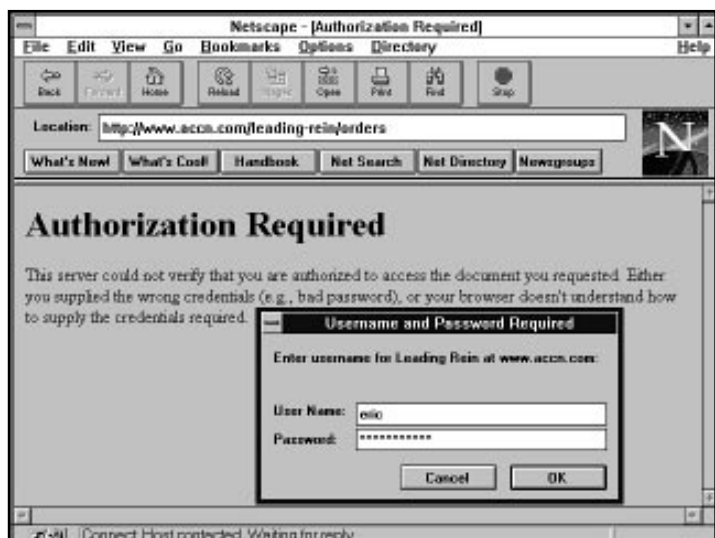 Netscape - [Authorization Required]
File Edit View Go Bookmarks Options Directory Help
Back Forward Home Reload Images Open Print Find Stop
Location: http://www.accn.com/leading-rein/orders
N
What's New! What's Cool! Handbook Net Search Net Directory Newsgroups
Authorization Required
This server could not verify that you are authorized to access the document you requested. Either
you supplied the wrong credentials (e.g., bad password), or your browser doesn't understand how
to supply the credentials required.
Username and Password Required
Enter username for Leading Rein at www.accn.com:
User Name: eric
Password: ***********
Cancel OK
Connect: Host contacted. Waiting for reply